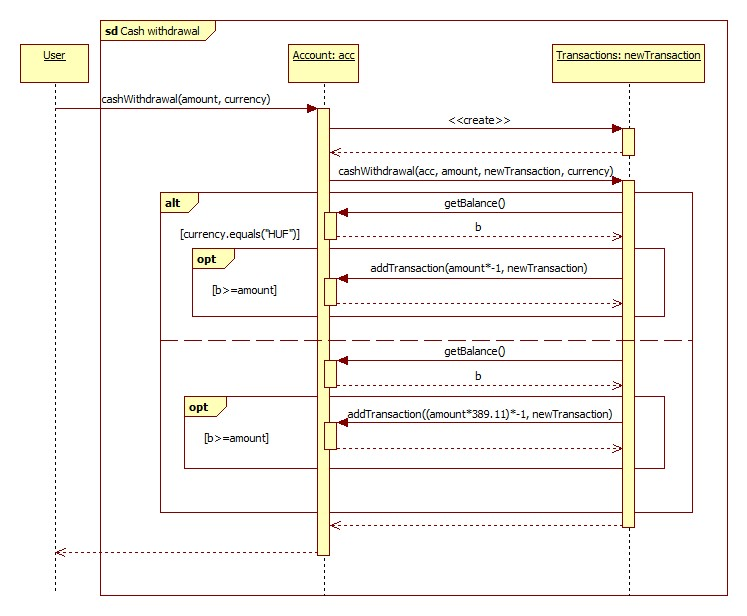 sd Cash withdrawal
User
Account: acc
Transactions: newTransaction
cashWithdrawal(amount, currency)
<<create>>
cashWithdrawal(acc, amount, newTransaction, currency)
alt
getBalance()
[currency.equals("HUF")]
b
opt
addTransaction(amount*-1, newTransaction)
[b>=amount]
getBalance()
b
opt
addTransaction((amount*389.11)*-1, newTransaction)
[b>=amount]